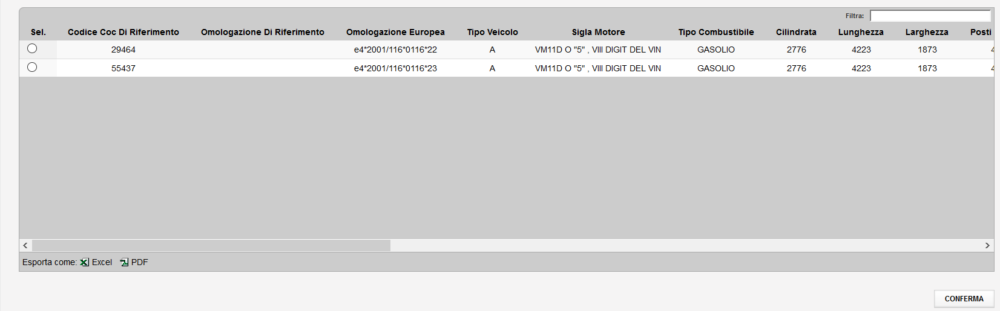 Filtra:
Sel. Codice Coc Di Riferimento Omologazione Di Riferimento Omologazione Europea Tipo Veicolo Sigla Motore Tipo Combustibile Cilindrata Lunghezza Larghezza Posti
29464 e4*2001/116*0116*22 A VM11D O "5" , VIII DIGIT DEL VIN GASOLIO 2776 4223 1873
55437 e4*2001/116*0116*23 A VM11D O "5" , VIII DIGIT DEL VIN GASOLIO 2776 4223 1873
Esporta come: Excel PDF
CONFERMA